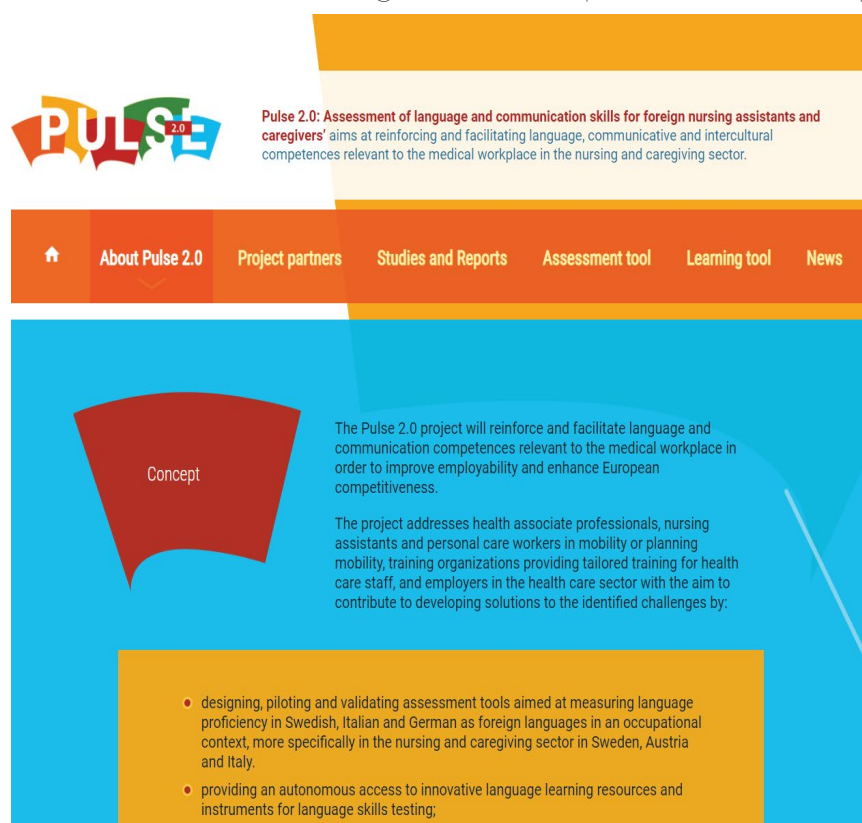 PULSE 2.0
Pulse 2.0: Assessment of language and communication skills for foreign nursing assistants and
caregivers’ aims at reinforcing and facilitating language, communicative and intercultural
competences relevant to the medical workplace in the nursing and caregiving sector.
About Pulse 2.0 Project partners Studies and Reports Assessment tool Learning tool News
Concept
The Pulse 2.0 project will reinforce and facilitate language and
communication competences relevant to the medical workplace in
order to improve employability and enhance European
competitiveness.
The project addresses health associate professionals, nursing
assistants and personal care workers in mobility or planning
mobility, training organizations providing tailored training for health
care staff, and employers in the health care sector with the aim to
contribute to developing solutions to the identified challenges by:
designing, piloting and validating assessment tools aimed at measuring language
proficiency in Swedish, Italian and German as foreign languages in an occupational
context, more specifically in the nursing and caregiving sector in Sweden, Austria
and Italy.
providing an autonomous access to innovative language learning resources and
instruments for language skills testing;